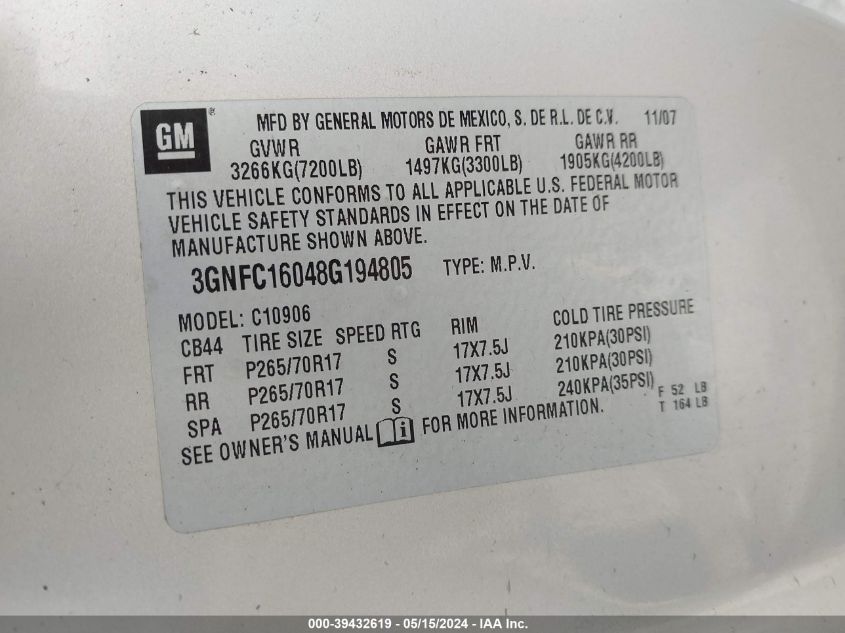 GM ®
MFD BY GENERAL MOTORS DE MEXICO, S. DE R.L. DE C.V. 11/07
GVWR GAWR FRT GAWR RR
3266KG(7200LB) 1497KG(3300LB) 1905KG(4200LB)
THIS VEHICLE CONFORMS TO ALL APPLICABLE U.S. FEDERAL MOTOR
VEHICLE SAFETY STANDARDS IN EFFECT ON THE DATE OF
MANUFACTURE SHOWN ABOVE.
3GNFC16048G194805 TYPE: M.P.V.
MODEL: C10906
CB44 TIRE SIZE SPEED RTG RIM COLD TIRE PRESSURE
FRT P265/70R17 S 17X7.5J 210KPA(30PSI)
RR P265/70R17 S 17X7.5J 210KPA(30PSI)
SPA P265/70R17 S 17X7.5J 240KPA(35PSI) F 52 LB
T 164 LB
SEE OWNER'S MANUAL i FOR MORE INFORMATION.
000-39432619 - 05/15/2024 - IAA Inc.